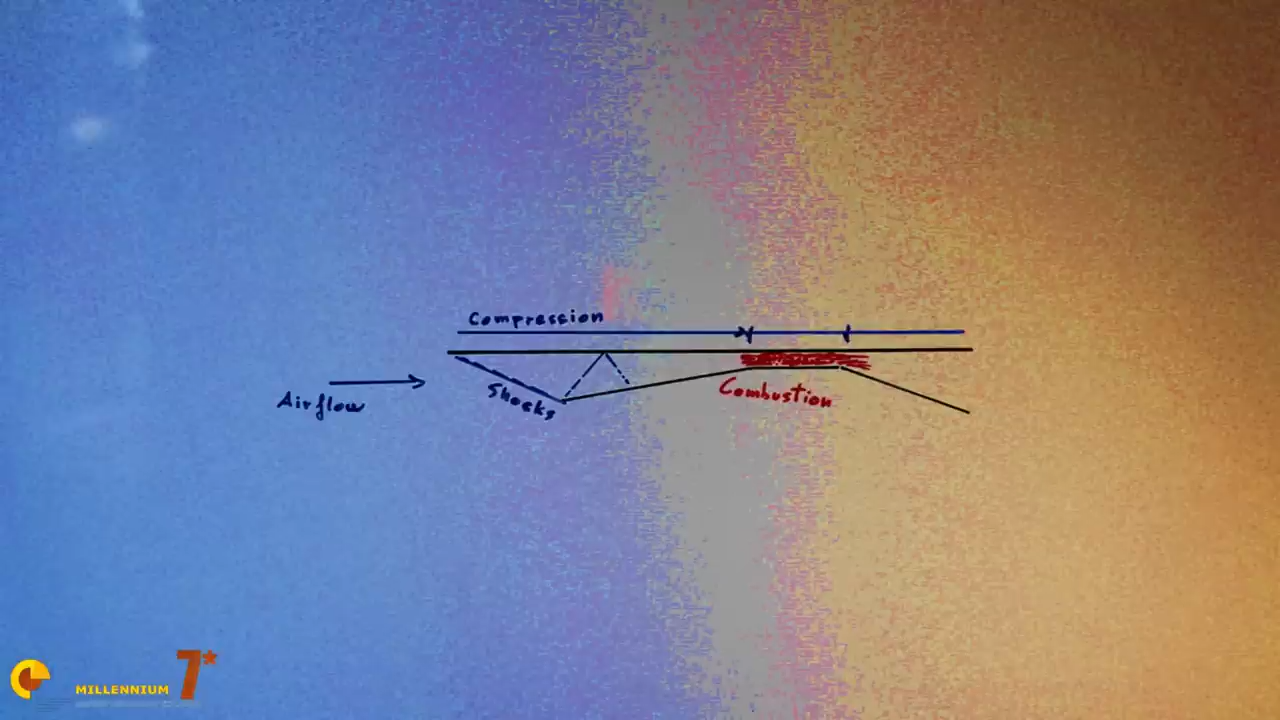 Compression
Shocks
Airflow
Combustion
MILLENNIUM 7*